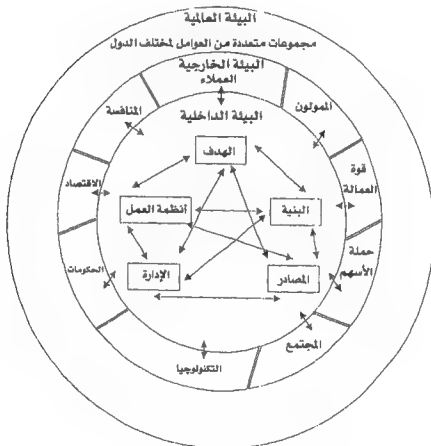 البيئة العالمية
مجموعات متعددة من العوامل لمختلف الدول
البيئة الخارجية
العملاء
المنافسة
الممولون
البيئة الداخلية
الهدف
قوة
العمالة
الاقتصاد
أنظمة العمل
البنية
حملة
الأسهم
الحكومات
الإدارة
المصادر
المجتمع
التكنولوجيا